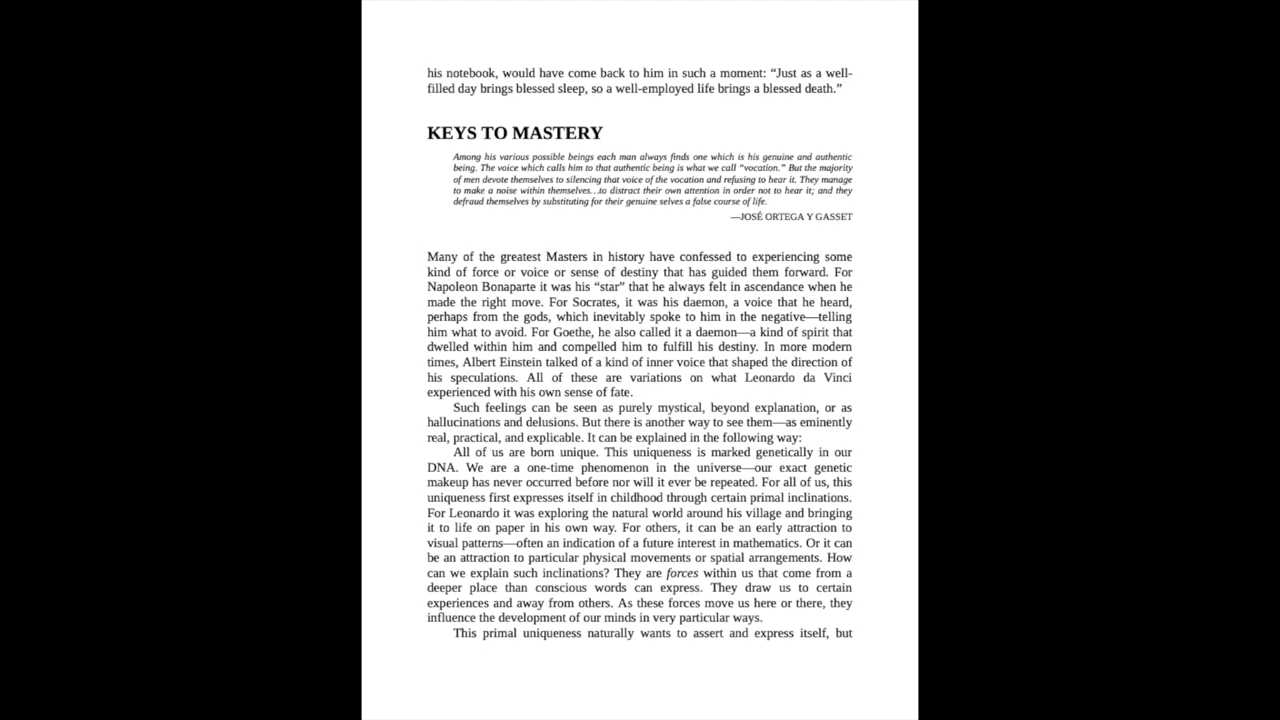 his notebook, would have come back to him in such a moment: “Just as a well-
filled day brings blessed sleep, so a well-employed life brings a blessed death.”
KEYS TO MASTERY
Among his various possible beings each man always finds one which is his genuine and authentic
being. The voice which calls him to that authentic being is what we call “vocation.” But the majority
of men devote themselves to silencing that voice of the vocation and refusing to hear it. They manage
to make a noise within themselves…to distract their own attention in order not to hear it; and they
defraud themselves by substituting for their genuine selves a false course of life.
—JOSÉ ORTEGA Y GASSET
Many of the greatest Masters in history have confessed to experiencing some
kind of force or voice or sense of destiny that has guided them forward. For
Napoleon Bonaparte it was his “star” that he always felt in ascendance when he
made the right move. For Socrates, it was his daemon, a voice that he heard,
perhaps from the gods, which inevitably spoke to him in the negative—telling
him what to avoid. For Goethe, he also called it a daemon—a kind of spirit that
dwelled within him and compelled him to fulfill his destiny. In more modern
times, Albert Einstein talked of a kind of inner voice that shaped the direction of
his speculations. All of these are variations on what Leonardo da Vinci
experienced with his own sense of fate.
Such feelings can be seen as purely mystical, beyond explanation, or as
hallucinations and delusions. But there is another way to see them—as eminently
real, practical, and explicable. It can be explained in the following way:
All of us are born unique. This uniqueness is marked genetically in our
DNA. We are a one-time phenomenon in the universe—our exact genetic
makeup has never occurred before nor will it ever be repeated. For all of us, this
uniqueness first expresses itself in childhood through certain primal inclinations.
For Leonardo it was exploring the natural world around his village and bringing
it to life on paper in his own way. For others, it can be an early attraction to
visual patterns—often an indication of a future interest in mathematics. Or it can
be an attraction to particular physical movements or spatial arrangements. How
can we explain such inclinations? They are forces within us that come from a
deeper place than conscious words can express. They draw us to certain
experiences and away from others. As these forces move us here or there, they
influence the development of our minds in very particular ways.
This primal uniqueness naturally wants to assert and express itself, but